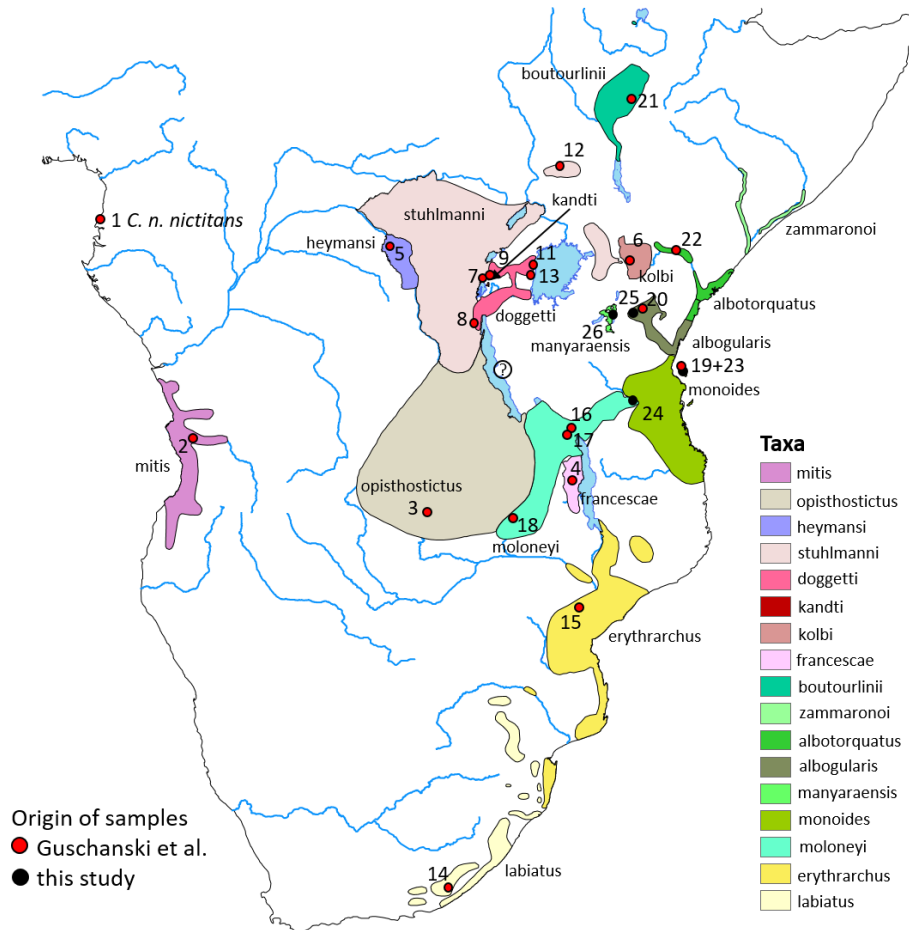 boutourlinii
21
12
kandti
stuhlmanni
1 C. n. nictitans
zammaronoi
heymansi
5
9
11
6
22
7
13
kolbi
8
doggetti
25
20
albotorquatus
26
manyaraensis
albogularis
?
19+23
monoides
24
16
17
2
mitis
4
opisthostictus
francescae
3
18
moloneyi
15
erythrarchus
14
labiatus
Origin of samples
Guschanski et al.
this study
Taxa
mitis
opisthostictus
heymansi
stuhlmanni
doggetti
kandti
kolbi
francescae
boutourlinii
zammaronoi
albotorquatus
albogularis
manyaraensis
monoides
moloneyi
erythrarchus
labiatus